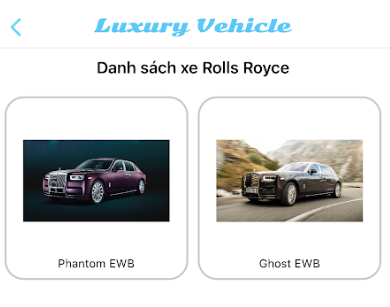 Luxury Vehicle
Danh sách xe Rolls Royce
Phantom EWB
Ghost EWB